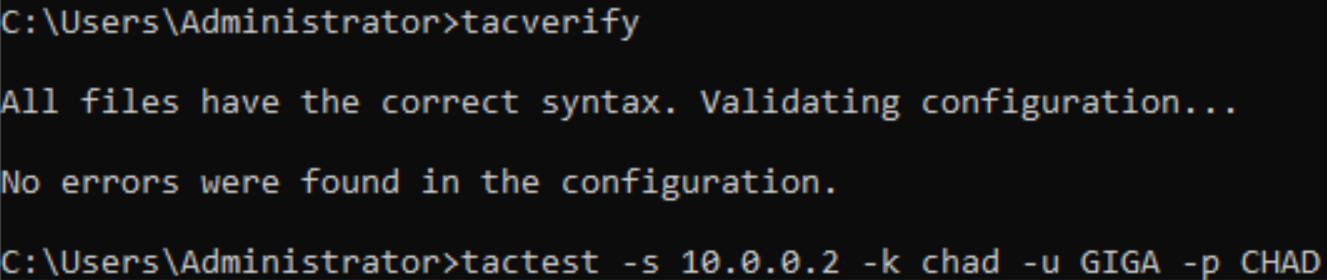 C:\Users\Administrator>tacverify
All files have the correct syntax. Validating configuration...
No errors were found in the configuration.
C:\Users\Administrator>tactest -s 10.0.0.2 -k chad -u GIGA -p CHAD